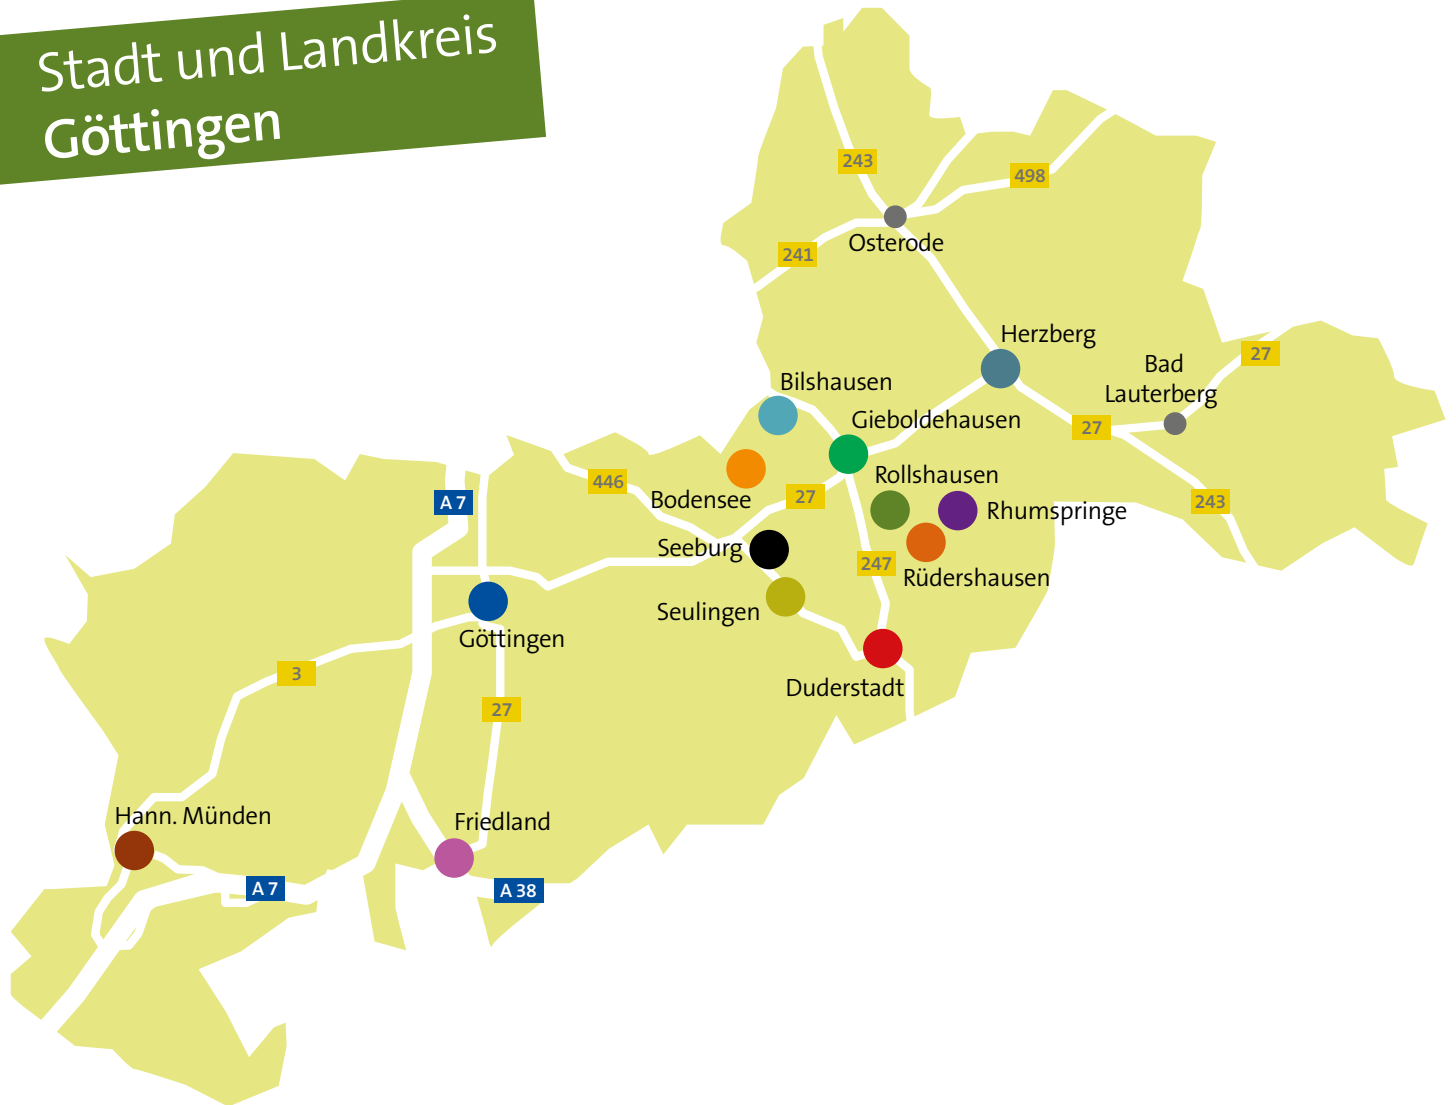 Stadt und Landkreis
Göttingen
243
498
Osterode
241
Herzberg
27
Bad
Lauterberg
Bilshausen
Gieboldehausen
27
Rollshausen
446
Bodensee
27
A 7
243
Rhumspringe
Seeburg
247
Rüdershausen
Seulingen
Göttingen
3
Duderstadt
27
Hann. Münden
Friedland
A 7
A 38